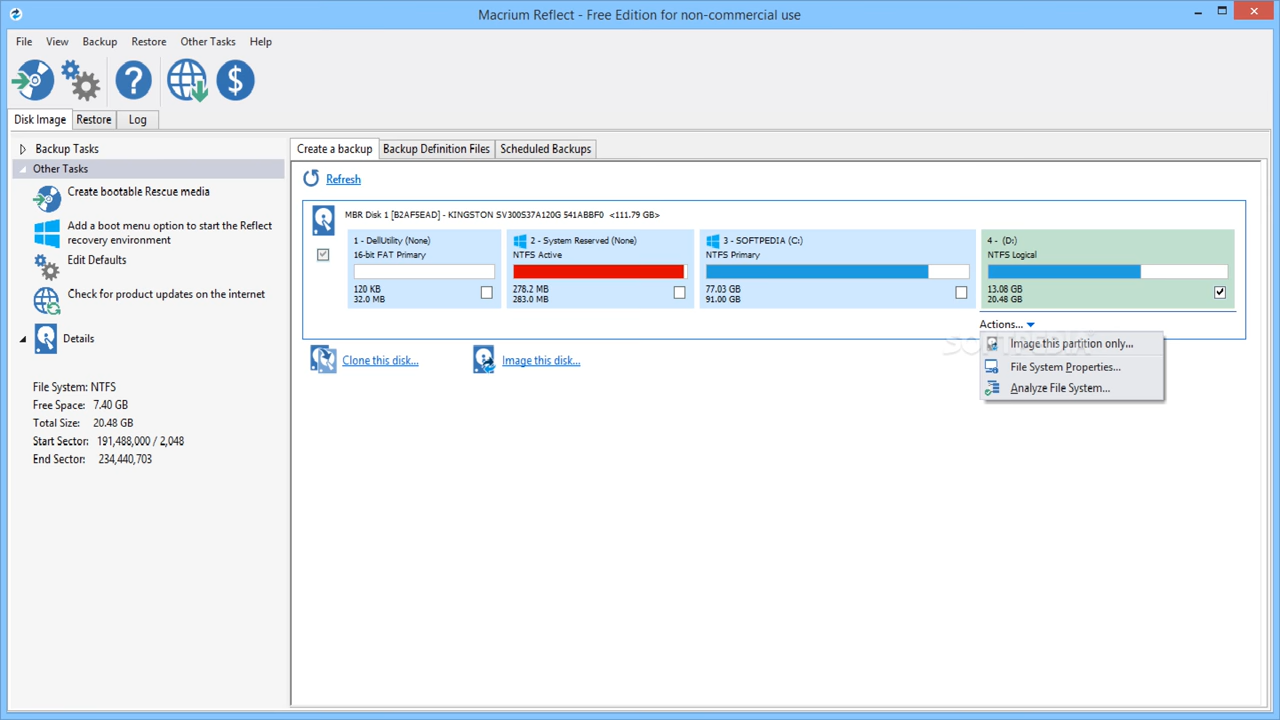 Macrium Reflect - Free Edition for non-commercial use
File View Backup Restore Other Tasks Help
Disk Image Restore Log
Backup Tasks
Other Tasks
Create bootable Rescue media
Add a boot menu option to start the Reflect
recovery environment
Edit Defaults
Check for product updates on the internet
Details
File System: NTFS
Free Space: 7.40 GB
Total Size: 20.48 GB
Start Sector: 191,488,000 / 2,048
End Sector: 234,440,703
Create a backup Backup Definition Files Scheduled Backups
Refresh
MBR Disk 1 [B2AF5EAD] - KINGSTON SV300S37A120G 541ABBF0 <111.79 GB>
1 - DellUtility (None)
16-bit FAT Primary
120 KB
32.0 MB
2 - System Reserved (None)
NTFS Active
278.2 MB
283.0 MB
3 - SOFTPEDIA (C:)
NTFS Primary
77.03 GB
91.00 GB
4 - (D:)
NTFS Logical
13.08 GB
20.48 GB
Actions...
SOFTPEDIA
Image this partition only...
File System Properties...
Analyze File System...
Clone this disk... Image this disk...